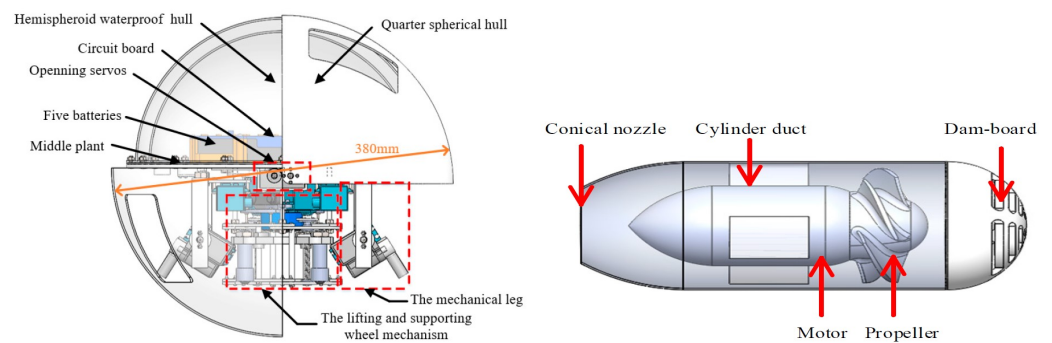 Hemispheroid waterproof hull
Quarter spherical hull
Circuit board
Openning servos
Five batteries
Middle plant
380mm
The mechanical leg
The lifting and supporting
wheel mechanism
Conical nozzle
Cylinder duct
Dam-board
Motor
Propeller